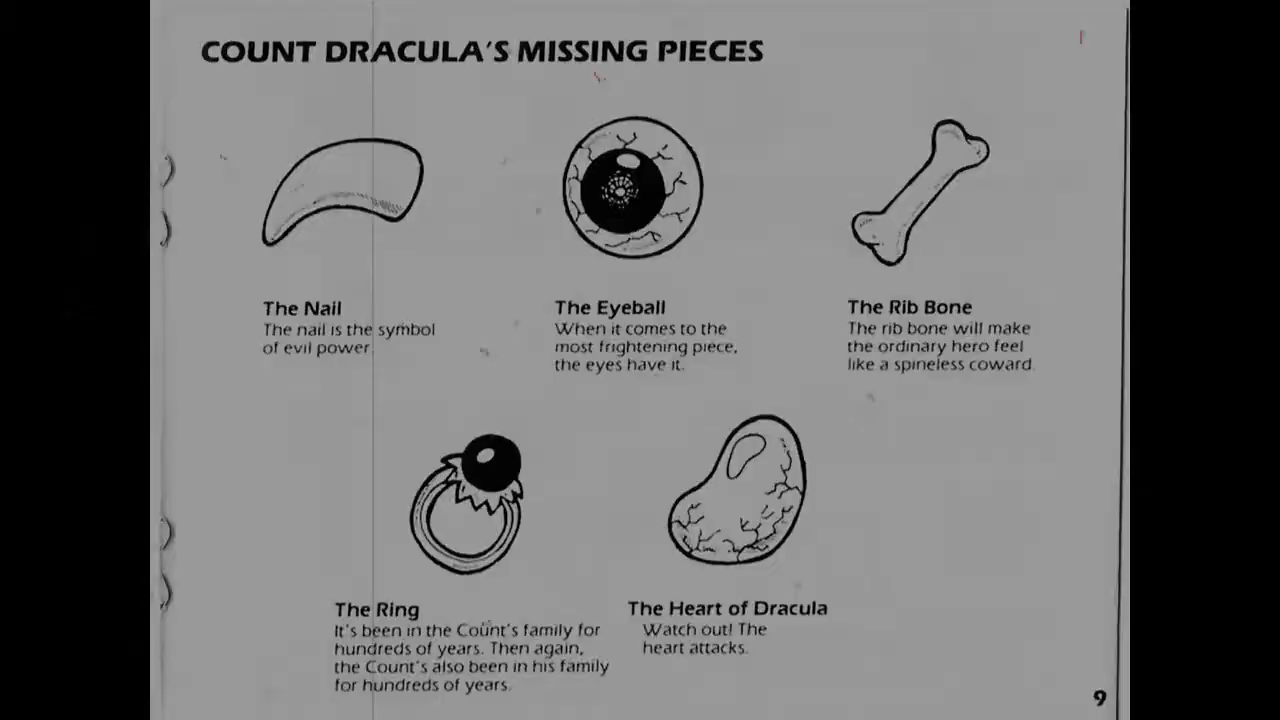 COUNT DRACULA'S MISSING PIECES
The Nail
The nail is the symbol
of evil power.
The Eyeball
When it comes to the
most frightening piece,
the eyes have it.
The Rib Bone
The rib bone will make
the ordinary hero feel
like a spineless coward.
The Ring
It's been in the Count's family for
hundreds of years. Then again,
the Count's also been in his family
for hundreds of years.
The Heart of Dracula
Watch out! The
heart attacks.
9